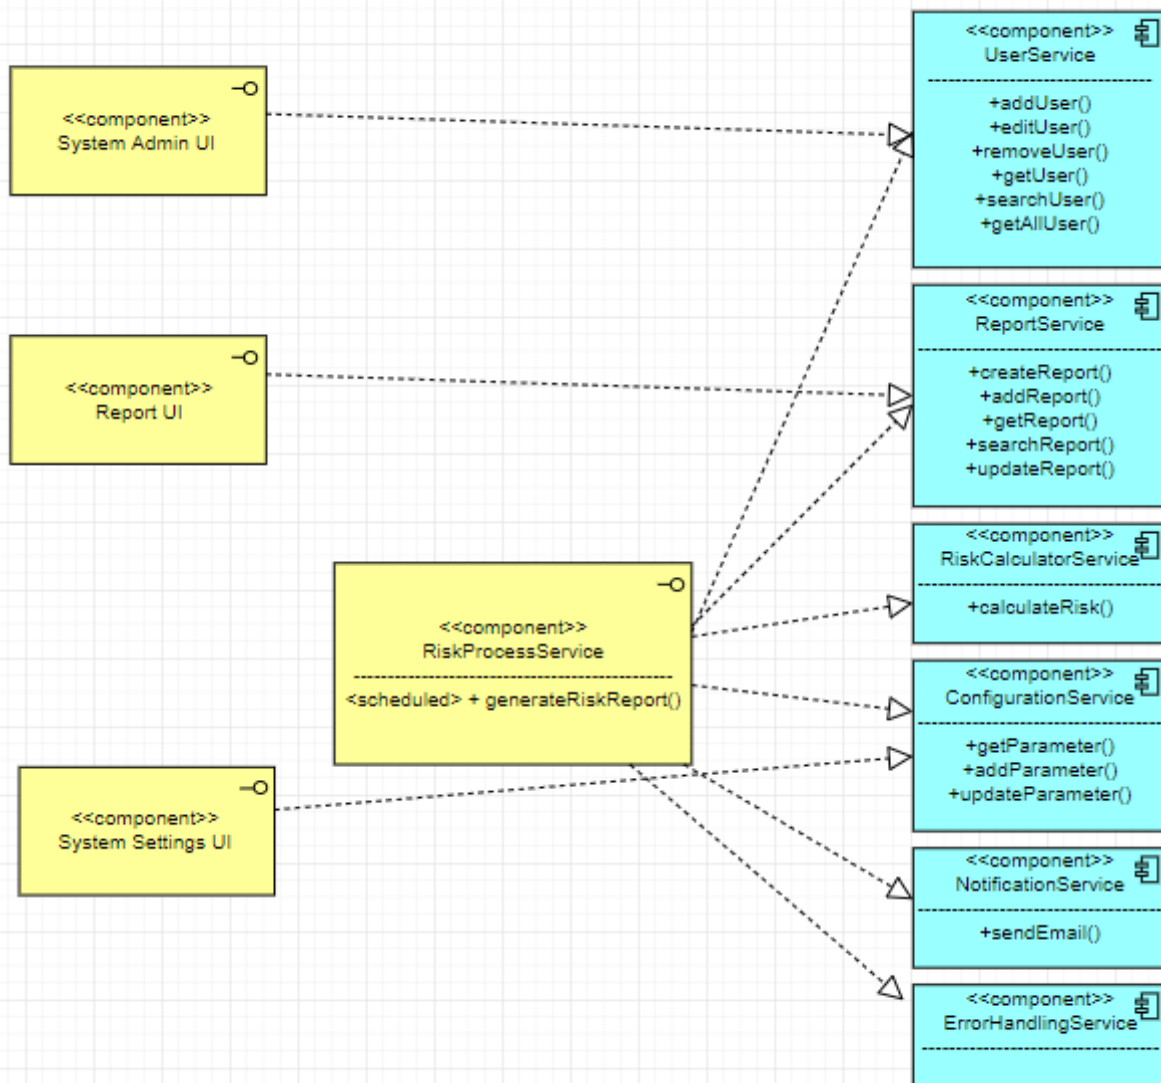 <<component>>
System Admin UI
<<component>>
Report UI
<<component>>
RiskProcessService
<scheduled> + generateRiskReport()
<<component>>
System Settings UI
<<component>>
UserService
+addUser()
+editUser()
+removeUser()
+getUser()
+searchUser()
+getAllUser()
<<component>>
ReportService
+createReport()
+addReport()
+getReport()
+searchReport()
+updateReport()
<<component>>
RiskCalculatorService
+calculateRisk()
<<component>>
ConfigurationService
+getParameter()
+addParameter()
+updateParameter()
<<component>>
NotificationService
+sendEmail()
<<component>>
ErrorHandlingService